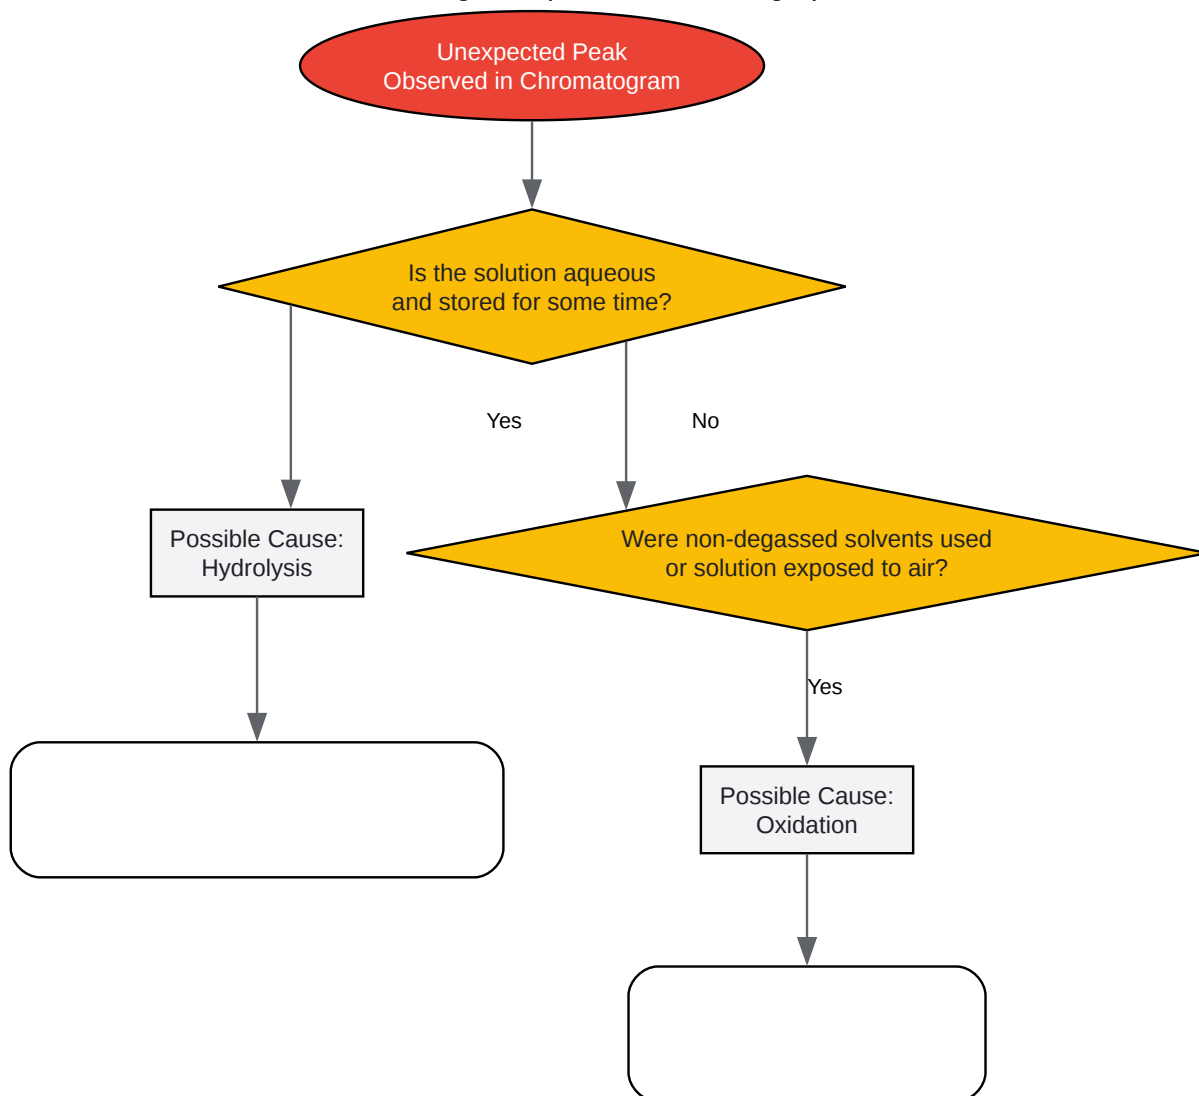 Unexpected Peak
Observed in Chromatogram
Is the solution aqueous
and stored for some time?
Yes
No
Possible Cause:
Hydrolysis
Were non-degassed solvents used
or solution exposed to air?
Yes
Possible Cause:
Oxidation